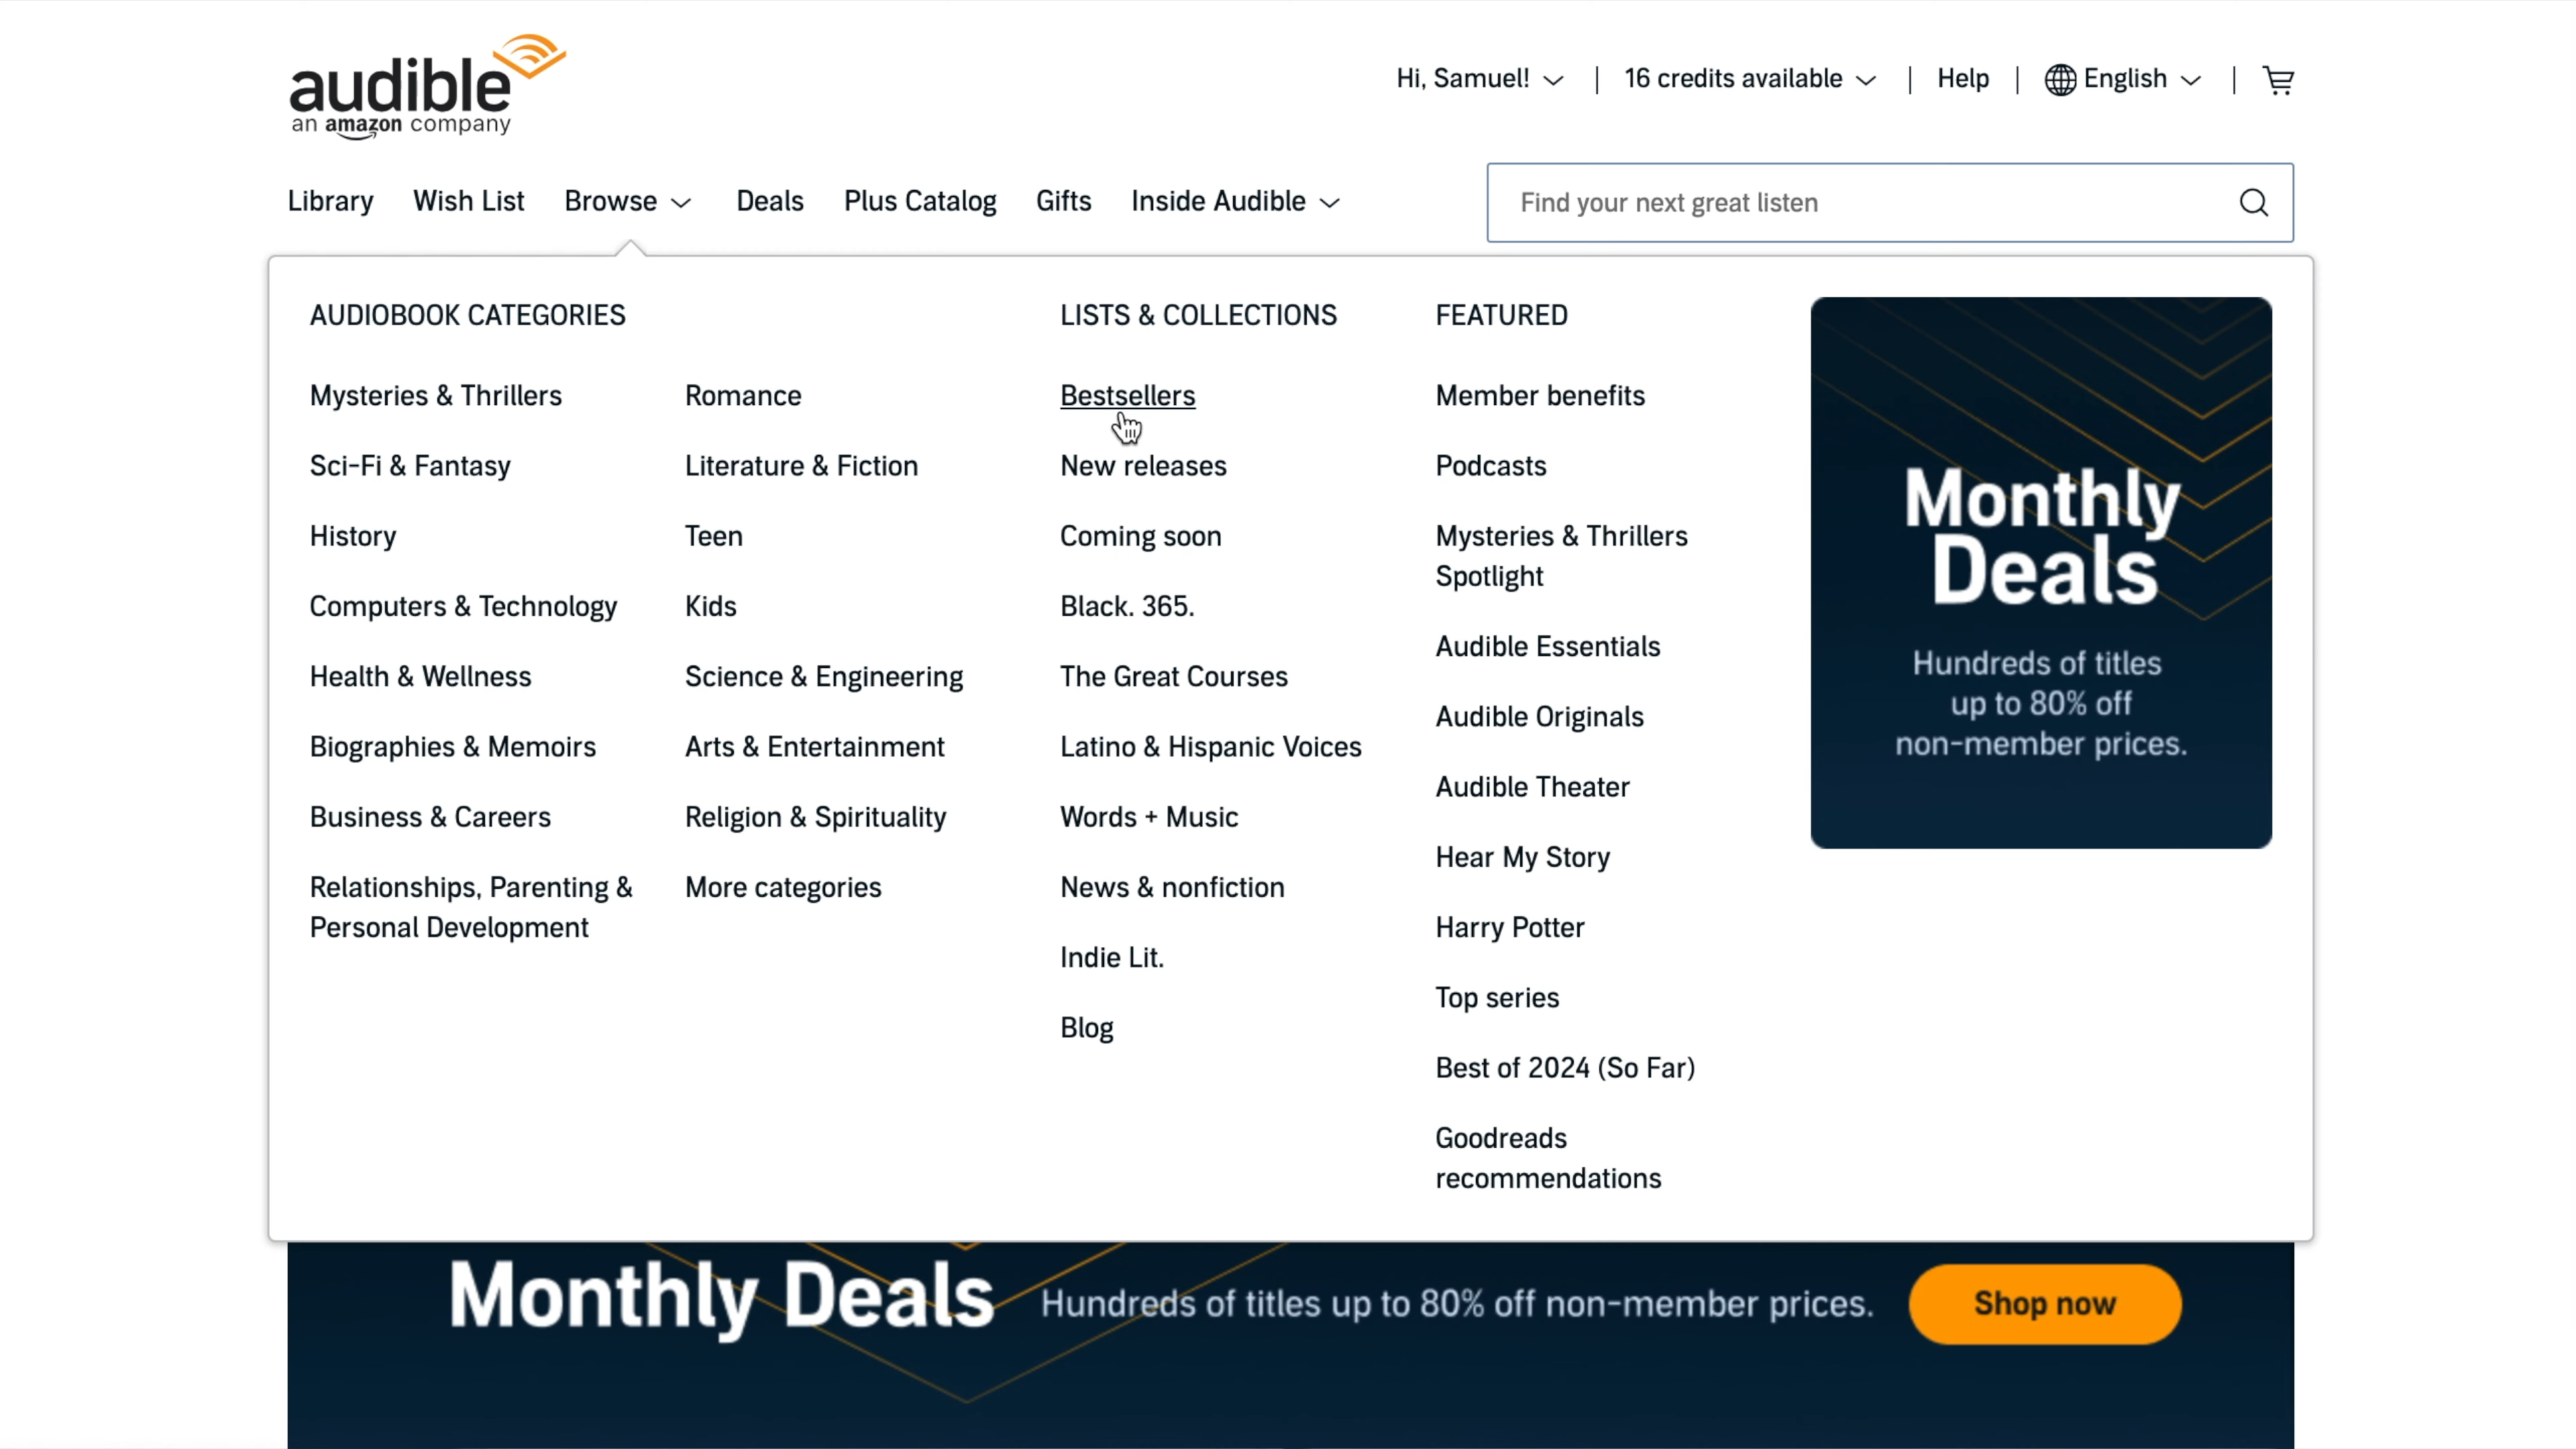 audible
an amazon company
Hi, Samuel!
16 credits available
Help
English
Library
Wish List
Browse
Deals
Plus Catalog
Gifts
Inside Audible
Find your next great listen
AUDIOBOOK CATEGORIES
Mysteries & Thrillers
Sci-Fi & Fantasy
History
Computers & Technology
Health & Wellness
Biographies & Memoirs
Business & Careers
Relationships, Parenting &
Personal Development
Romance
Literature & Fiction
Teen
Kids
Science & Engineering
Arts & Entertainment
Religion & Spirituality
More categories
LISTS & COLLECTIONS
Bestsellers
New releases
Coming soon
Black. 365.
The Great Courses
Latino & Hispanic Voices
Words + Music
News & nonfiction
Indie Lit.
Blog
FEATURED
Member benefits
Podcasts
Mysteries & Thrillers
Spotlight
Audible Essentials
Audible Originals
Audible Theater
Hear My Story
Harry Potter
Top series
Best of 2024 (So Far)
Goodreads
recommendations
Monthly
Deals
Hundreds of titles
up to 80% off
non-member prices.
Monthly Deals
Hundreds of titles up to 80% off non-member prices.
Shop now